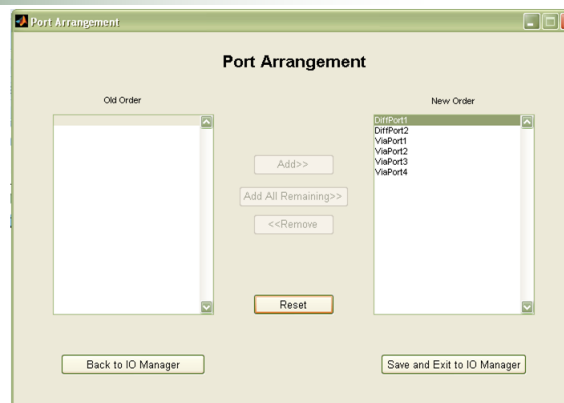 Port Arrangement
Port Arrangement
Old Order
New Order
DiffPort1
DiffPort2
ViaPort1
ViaPort2
ViaPort3
ViaPort4
Add>>
Add All Remaining>>
<<Remove
Reset
Back to IO Manager
Save and Exit to IO Manager